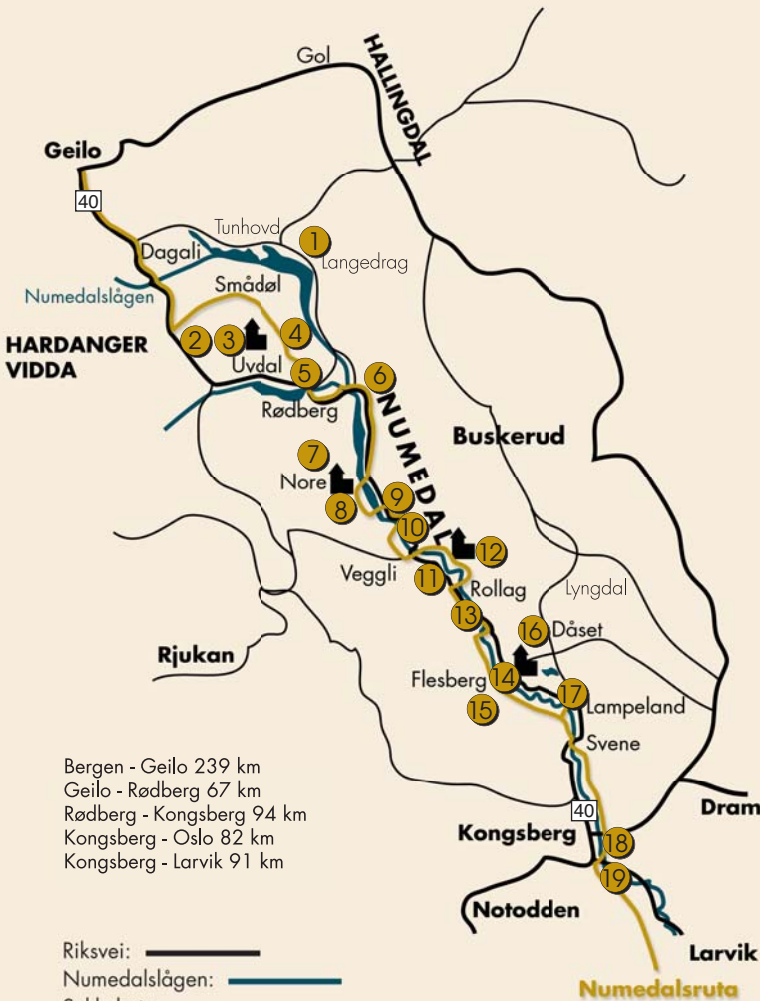 Gol
HALLINGDAL
Geilo
40
Tunhovd
1
Dagali
Langedrag
Numedalslågen
Smådøl
HARDANGER
VIDDA
2
3
4
Uvdal
5
6
Rødberg
NUMEDAL
Buskerud
7
Nore
8
9
10
12
Veggli
11
Rollag
Lyngdal
13
16
Dåset
Rjukan
Flesberg
14
15
17
Lampeland
Svene
Bergen - Geilo 239 km
Geilo - Rødberg 67 km
Rødberg - Kongsberg 94 km
Kongsberg - Oslo 82 km
Kongsberg - Larvik 91 km
40
Dram
Kongsberg
18
19
Notodden
Larvik
Riksvei:
Numedalslågen:
Numedalsruta